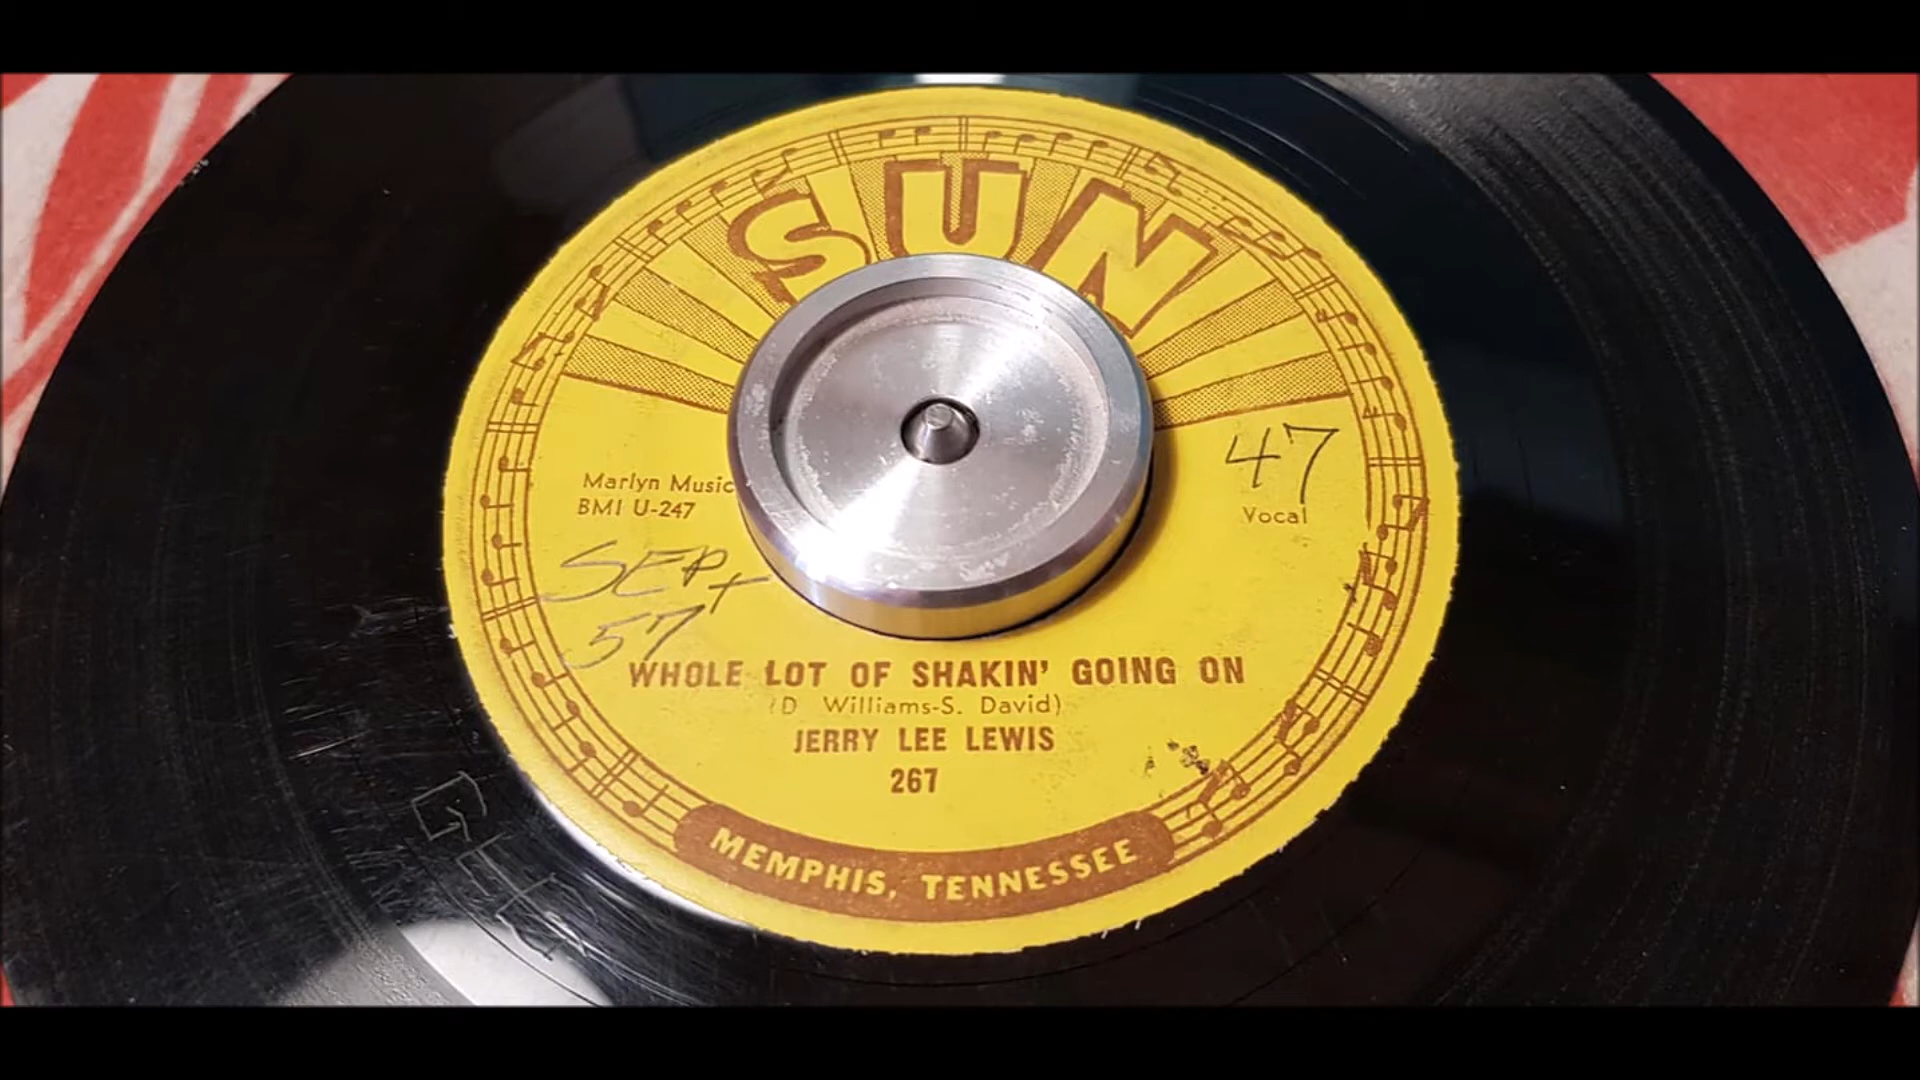 SUN
47
Marlyn Music
BMI U-247
Vocal
SEPT
57
WHOLE LOT OF SHAKIN' GOING ON
(D Williams-S. David)
JERRY LEE LEWIS
267
MEMPHIS, TENNESSEE